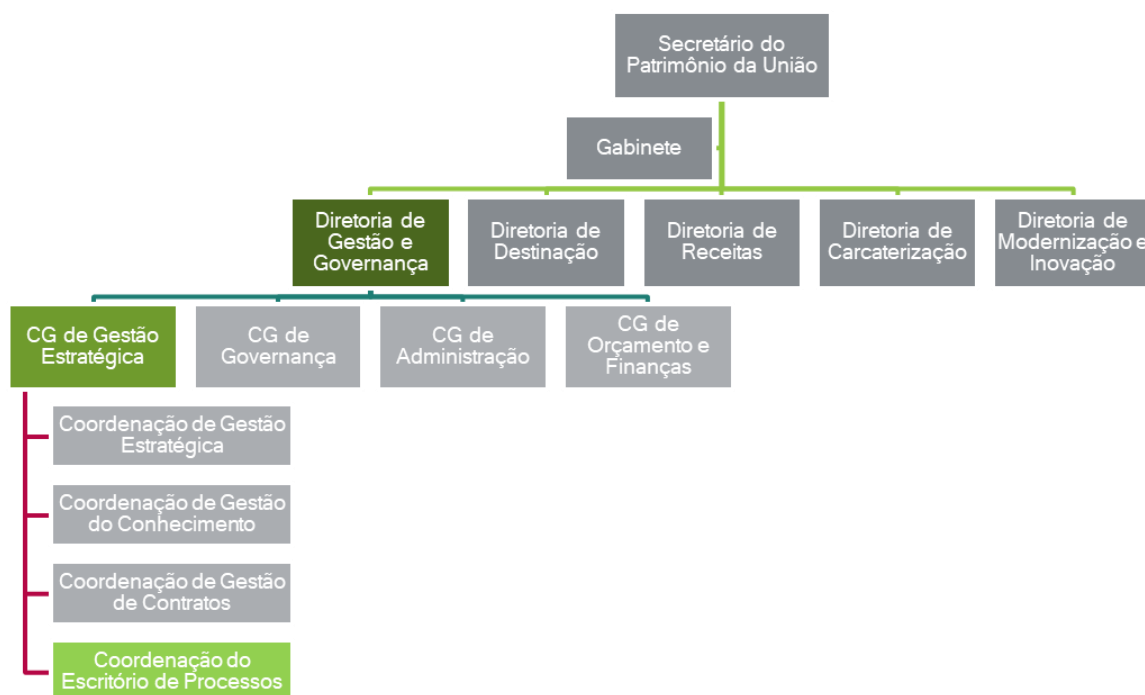 Secretário do
Patrimônio da União
Gabinete
Diretoria de
Gestão e
Governança
Diretoria de
Destinação
Diretoria de
Receitas
Diretoria de
Carcaterização
Diretoria de
Modernização e
Inovação
CG de Gestão
Estratégica
CG de
Governança
CG de
Administração
CG de
Orçamento e
Finanças
Coordenação de Gestão
Estratégica
Coordenação de Gestão
do Conhecimento
Coordenação de Gestão
de Contratos
Coordenação do
Escritório de Processos